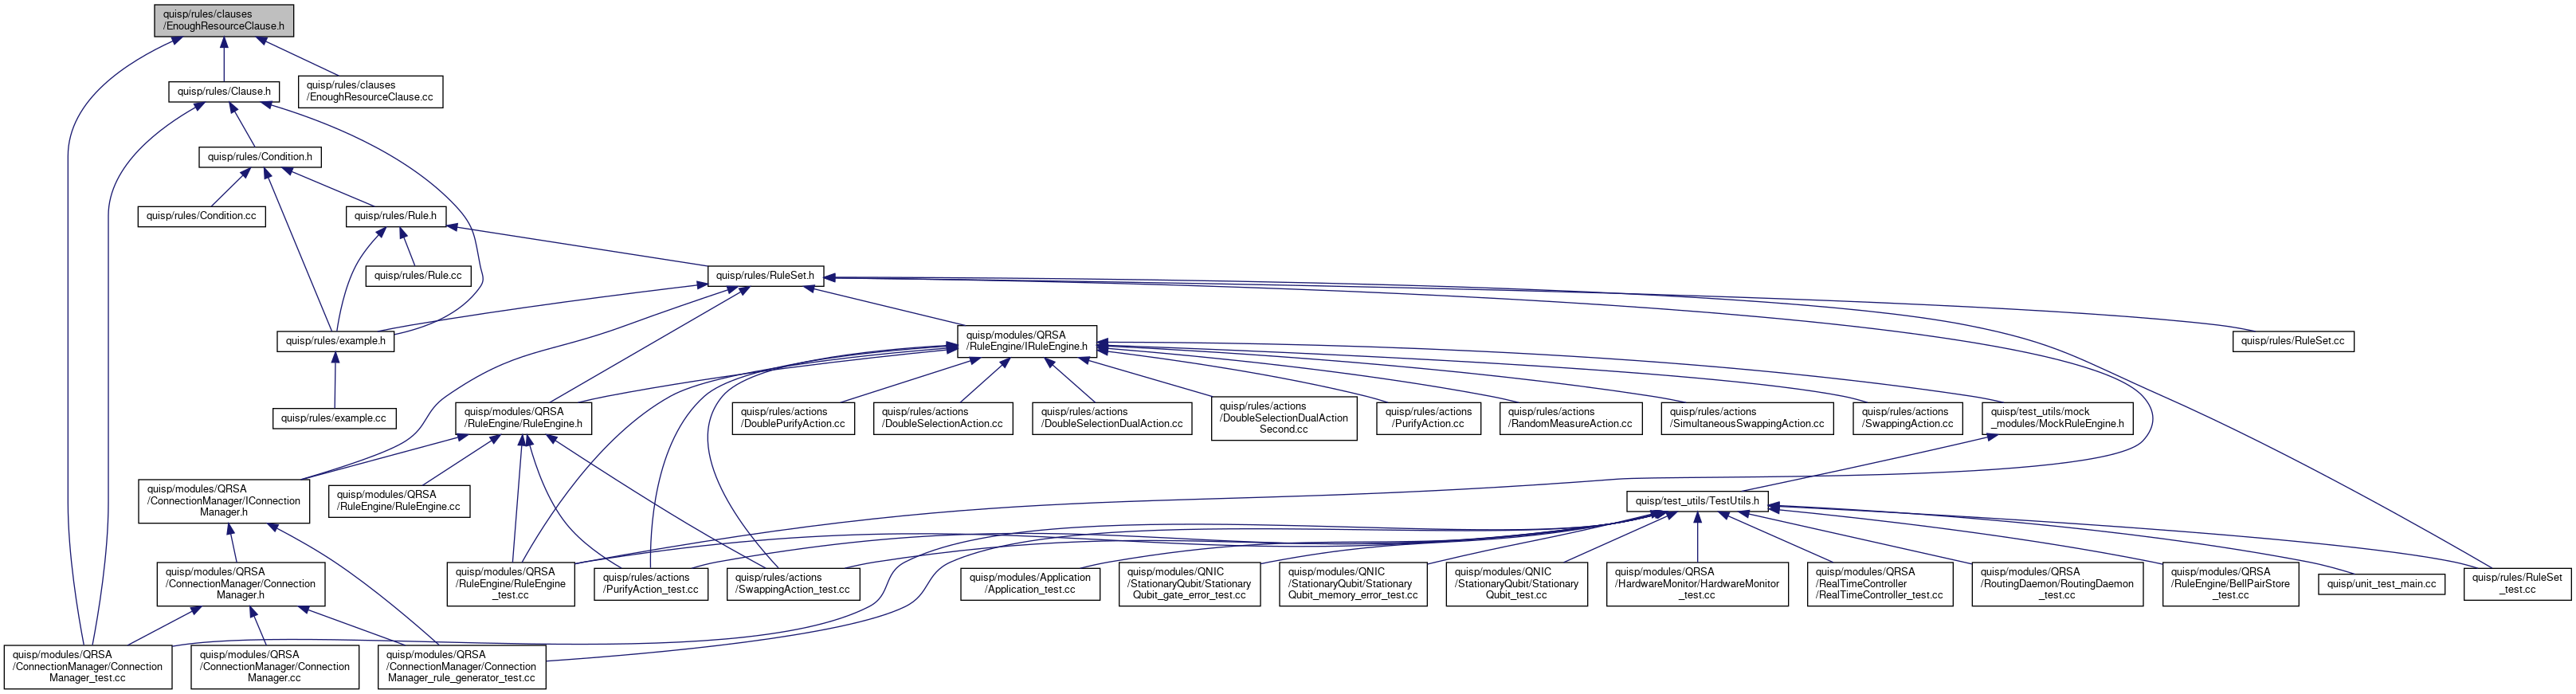 quisp/rules/clauses
/EnoughResourceClause.h
quisp/rules/Clause.h
quisp/rules/clauses
/EnoughResourceClause.cc
quisp/rules/Condition.h
quisp/rules/Condition.cc
quisp/rules/Rule.h
quisp/rules/Rule.cc
quisp/rules/RuleSet.h
quisp/rules/example.h
quisp/modules/QRSA
/RuleEngine/IRuleEngine.h
quisp/rules/RuleSet.cc
quisp/rules/example.cc
quisp/modules/QRSA
/RuleEngine/RuleEngine.h
quisp/rules/actions
/DoublePurifyAction.cc
quisp/rules/actions
/DoubleSelectionAction.cc
quisp/rules/actions
/DoubleSelectionDualAction.cc
quisp/rules/actions
/DoubleSelectionDualAction
Second.cc
quisp/rules/actions
/PurifyAction.cc
quisp/rules/actions
/RandomMeasureAction.cc
quisp/rules/actions
/SimultaneousSwappingAction.cc
quisp/rules/actions
/SwappingAction.cc
quisp/test_utils/mock
_modules/MockRuleEngine.h
quisp/modules/QRSA
/ConnectionManager/IConnection
Manager.h
quisp/modules/QRSA
/RuleEngine/RuleEngine.cc
quisp/test_utils/TestUtils.h
quisp/modules/QRSA
/ConnectionManager/Connection
Manager.h
quisp/modules/QRSA
/RuleEngine/RuleEngine
_test.cc
quisp/rules/actions
/PurifyAction_test.cc
quisp/rules/actions
/SwappingAction_test.cc
quisp/modules/Application
/Application_test.cc
quisp/modules/QNIC
/StationaryQubit/Stationary
Qubit_gate_error_test.cc
quisp/modules/QNIC
/StationaryQubit/Stationary
Qubit_memory_error_test.cc
quisp/modules/QNIC
/StationaryQubit/Stationary
Qubit_test.cc
quisp/modules/QRSA
/HardwareMonitor/HardwareMonitor
_test.cc
quisp/modules/QRSA
/RealTimeController
/RealTimeController_test.cc
quisp/modules/QRSA
/RoutingDaemon/RoutingDaemon
_test.cc
quisp/modules/QRSA
/RuleEngine/BellPairStore
_test.cc
quisp/unit_test_main.cc
quisp/rules/RuleSet
_test.cc
quisp/modules/QRSA
/ConnectionManager/Connection
Manager_test.cc
quisp/modules/QRSA
/ConnectionManager/Connection
Manager.cc
quisp/modules/QRSA
/ConnectionManager/Connection
Manager_rule_generator_test.cc